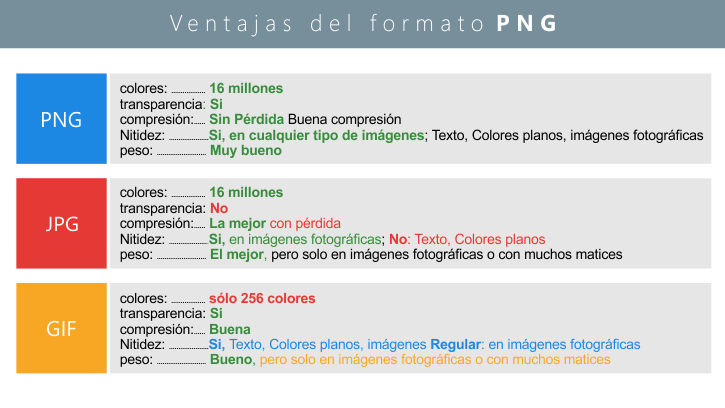 Ventajas del formato PNG
PNG
colores: ................ 16 millones
transparencia: Si
compresión:..... Sin Pérdida Buena compresión
Nitidez: ..................Si, en cualquier tipo de imágenes; Texto, Colores planos, imágenes fotográficas
peso: ....................... Muy bueno
JPG
colores: ................ 16 millones
transparencia: No
compresión:..... La mejor con pérdida
Nitidez: ..................Si, en imágenes fotográficas; No: Texto, Colores planos
peso: ....................... El mejor, pero solo en imágenes fotográficas o con muchos matices
GIF
colores: ................ sólo 256 colores
transparencia: Si
compresión:..... Buena
Nitidez: ..................Si, Texto, Colores planos, imágenes Regular: en imágenes fotográficas
peso: ....................... Bueno, pero solo en imágenes fotográficas o con muchos matices